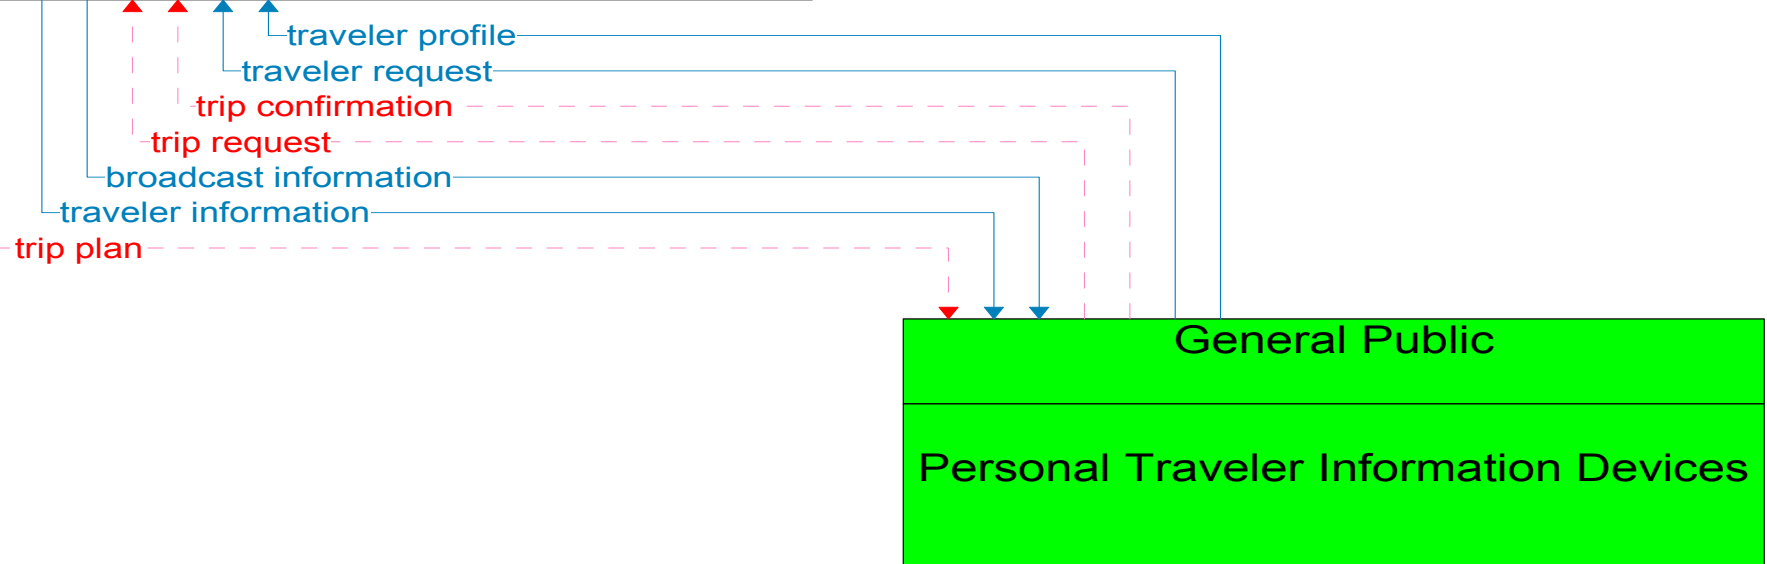 traveler profile
traveler request
trip confirmation
trip request
broadcast information
traveler information
trip plan
General Public
Personal Traveler Information Devices